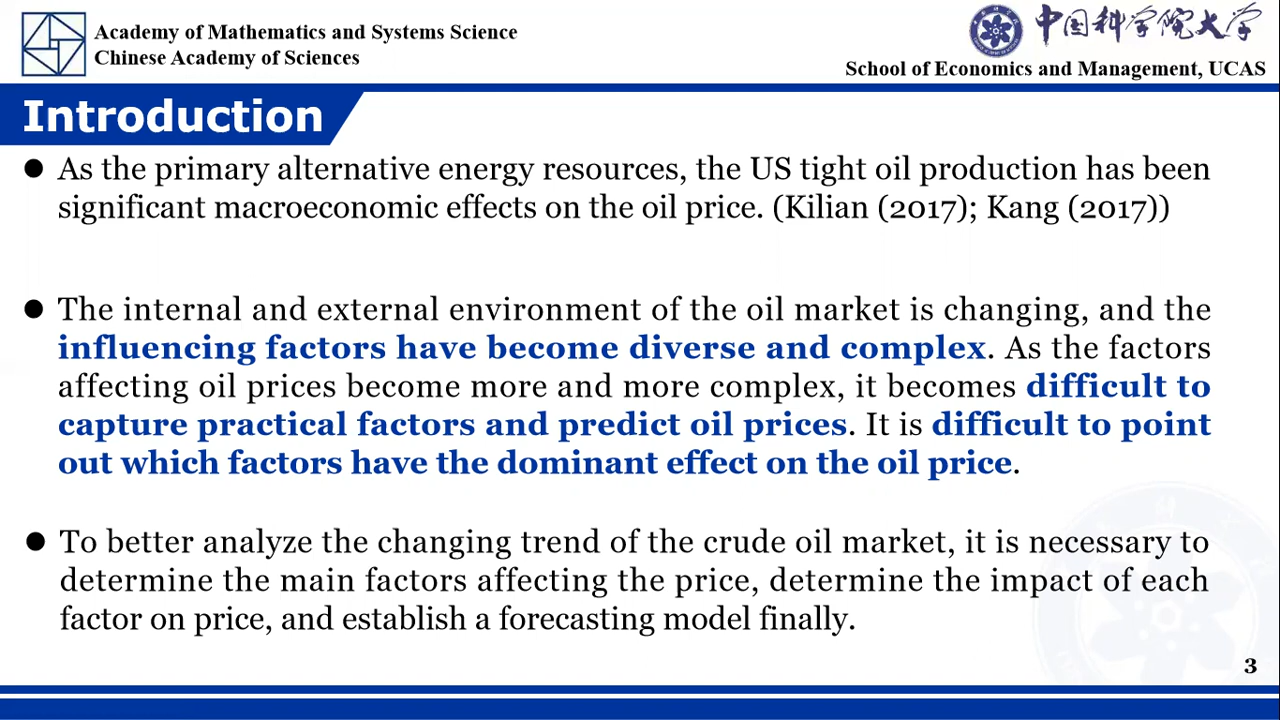 Academy of Mathematics and Systems Science
Chinese Academy of Sciences
中国科学院大学
School of Economics and Management, UCAS
Introduction
● As the primary alternative energy resources, the US tight oil production has been
significant macroeconomic effects on the oil price. (Kilian (2017); Kang (2017))
● The internal and external environment of the oil market is changing, and the
influencing factors have become diverse and complex. As the factors
affecting oil prices become more and more complex, it becomes difficult to
capture practical factors and predict oil prices. It is difficult to point
out which factors have the dominant effect on the oil price.
● To better analyze the changing trend of the crude oil market, it is necessary to
determine the main factors affecting the price, determine the impact of each
factor on price, and establish a forecasting model finally.
3